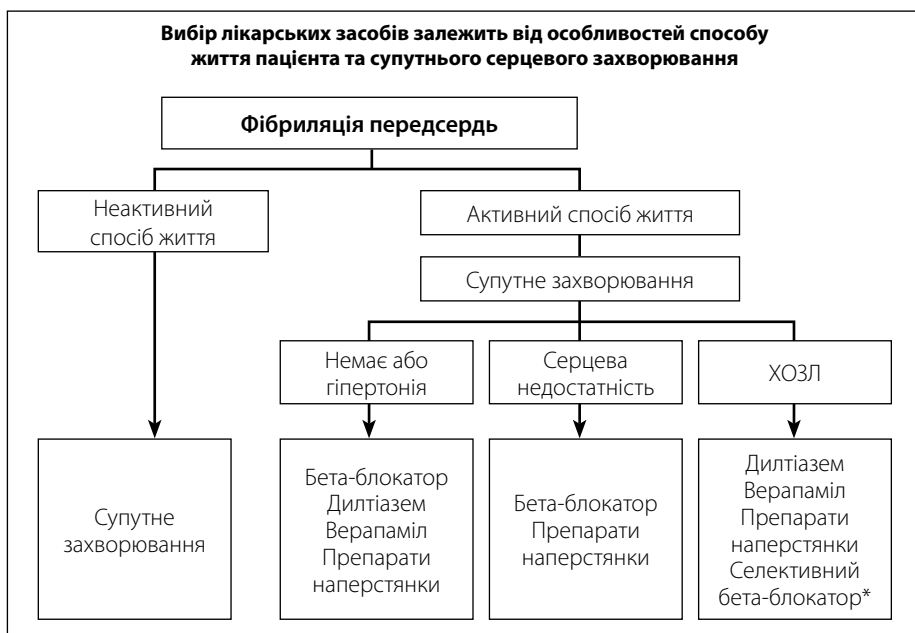 Вибір лікарських засобів залежить від особливостей способу
життя пацієнта та супутнього серцевого захворювання
Фібриляція передсердь
Неактивний
спосіб життя
Активний спосіб життя
Супутнє захворювання
Немає або
гіпертонія
Серцева
недостатність
ХОЗЛ
Супутнє
захворювання
Бета-блокатор
Дилтіазем
Верапаміл
Препарати
наперстянки
Бета-блокатор
Препарати
наперстянки
Дилтіазем
Верапаміл
Препарати
наперстянки
Селективний
бета-блокатор*